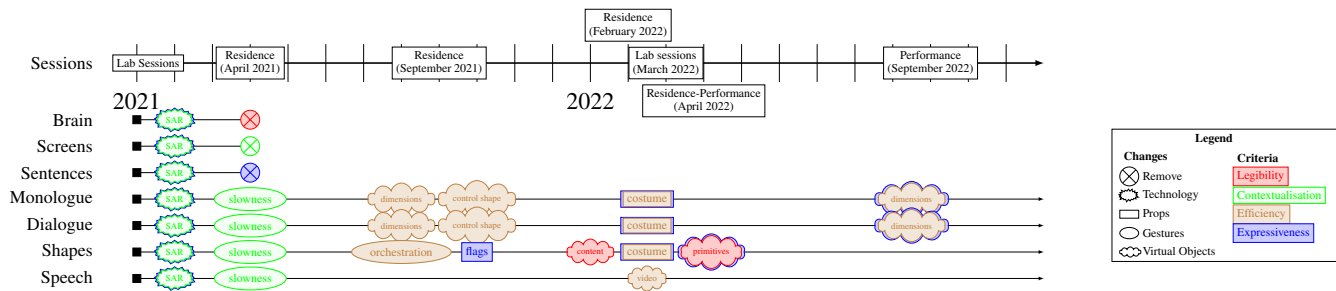 Residence
(February 2022)
Sessions
Lab Sessions
Residence
(April 2021)
Residence
(September 2021)
Lab sessions
(March 2022)
Performance
(September 2022)
2021
2022
Residence-Performance
(April 2022)
Brain
SAR
Screens
SAR
Sentences
SAR
Monologue
SAR
slowness
dimensions
control shape
costume
dimensions
Dialogue
SAR
slowness
dimensions
control shape
costume
dimensions
Shapes
SAR
orchestration
flags
content
costume
primitives
Speech
SAR
slowness
video
Legend
Changes
Remove
Technology
Props
Gestures
Virtual Objects
Criteria
Legibility
Contextualisation
Efficiency
Expressiveness